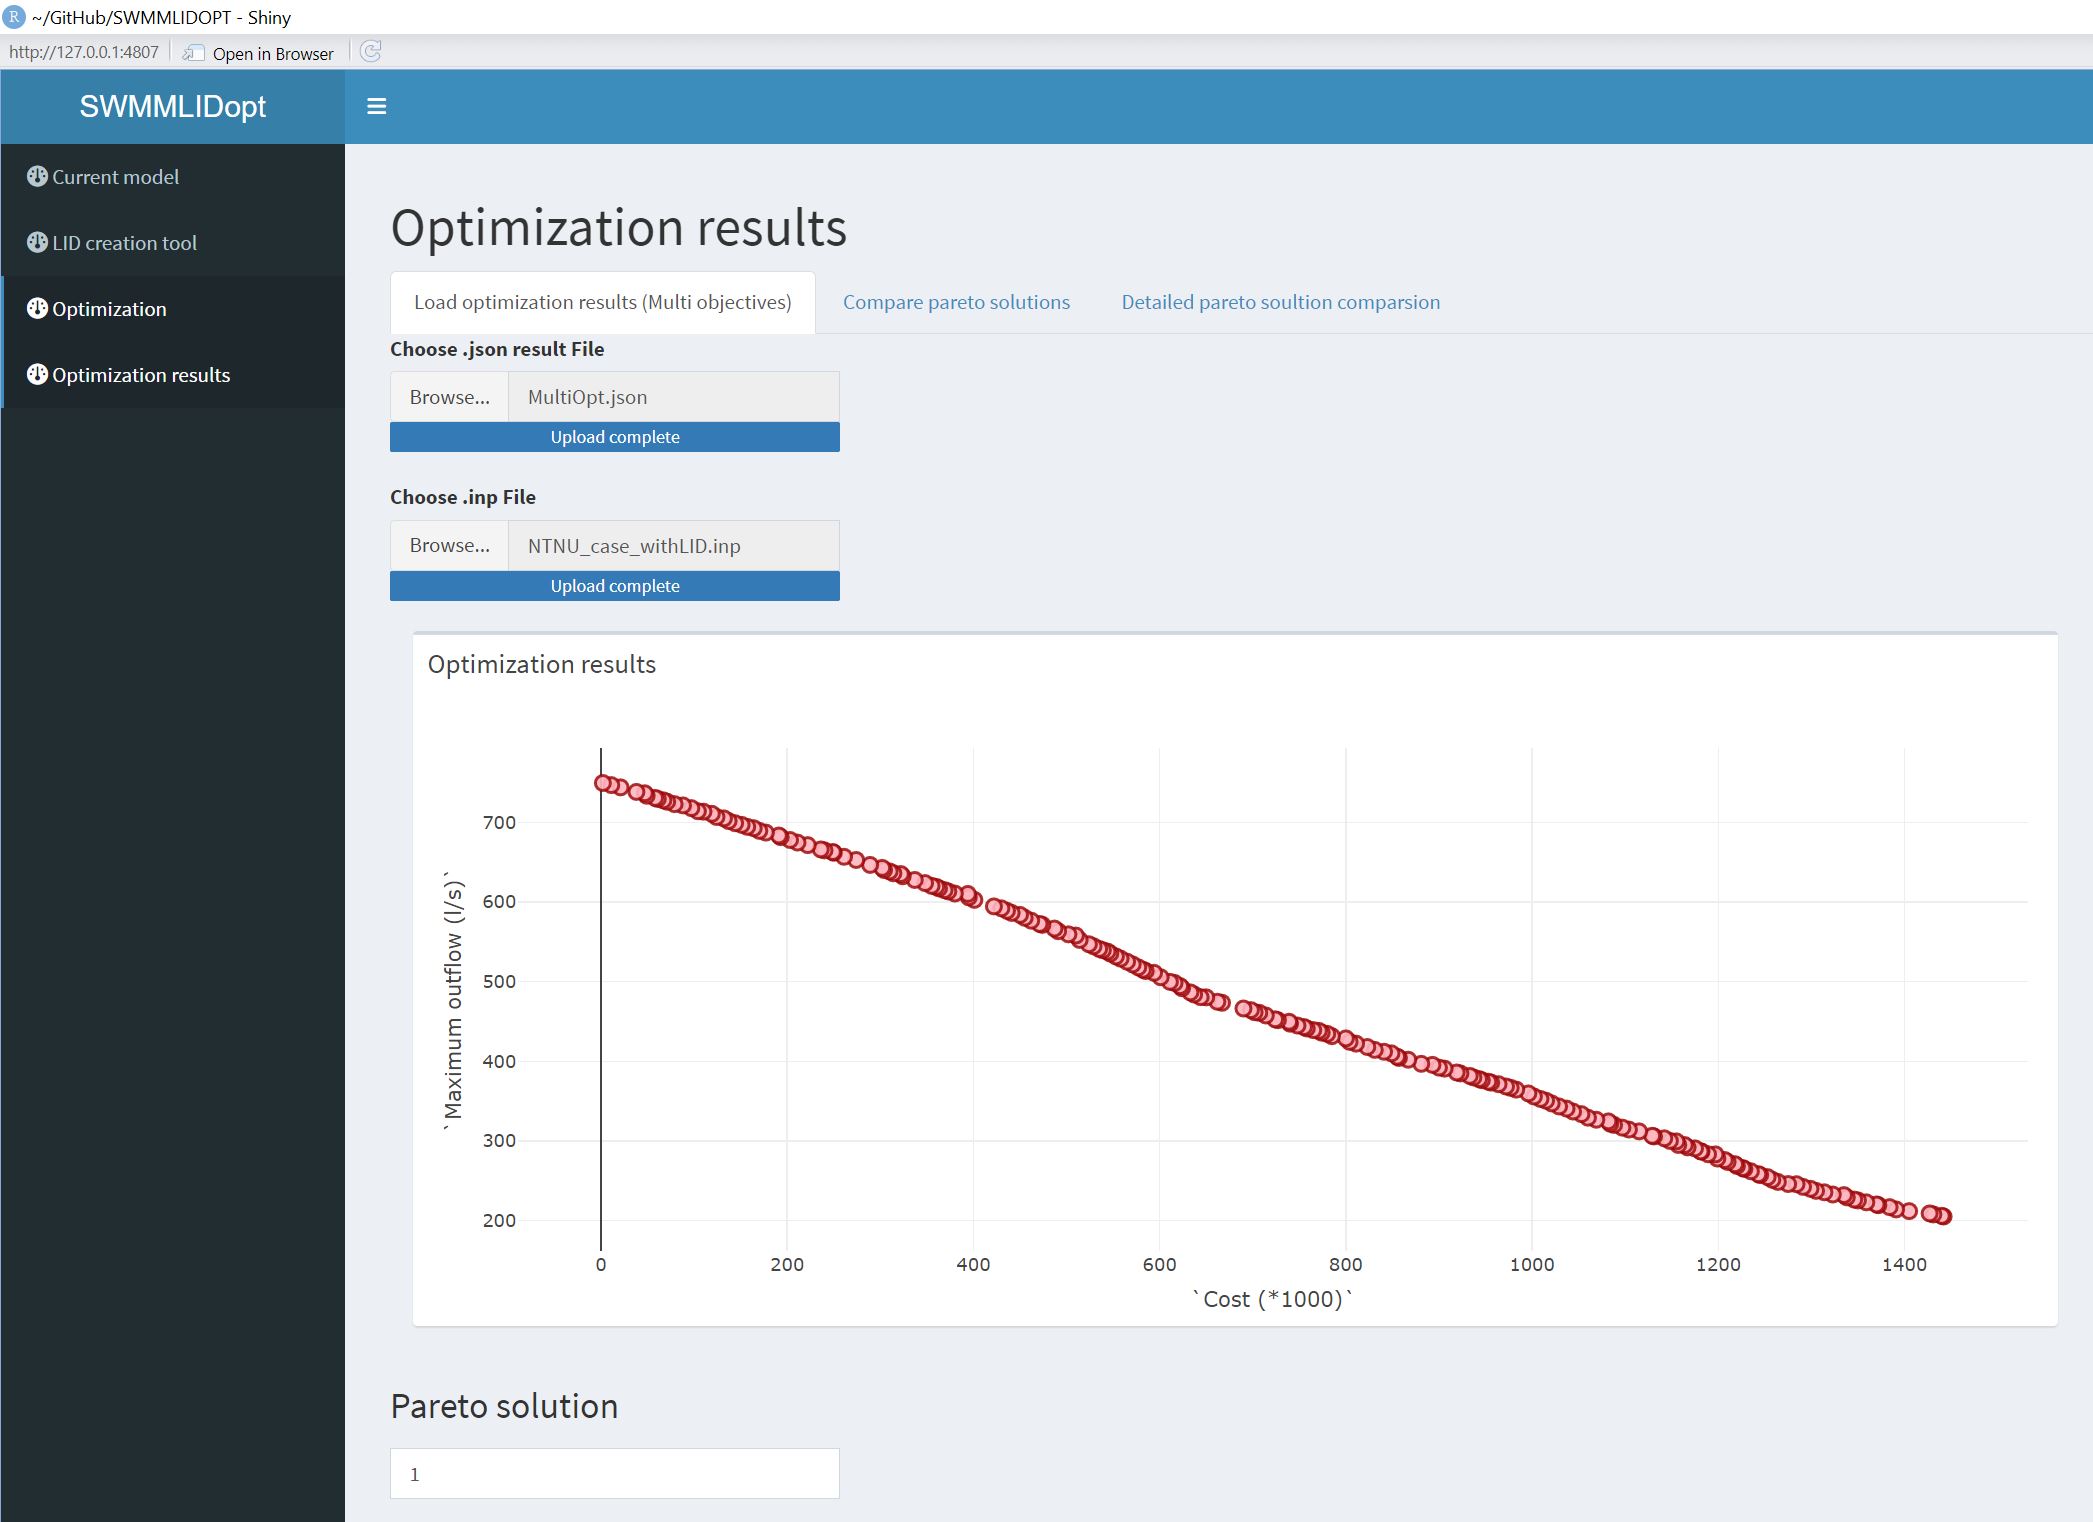 R ~/GitHub/SWMMLIDOPT - Shiny
http://127.0.0.1:4807 Open in Browser
SWMMLIDopt
Current model
LID creation tool
Optimization
Optimization results
Optimization results
Load optimization results (Multi objectives) Compare pareto solutions Detailed pareto soultion comparsion
Choose .json result File
Browse... MultiOpt.json
Upload complete
Choose .inp File
Browse... NTNU_case_withLID.inp
Upload complete
Optimization results
`Maximum outflow (l/s)`
700
600
500
400
300
200
0 200 400 600 800 1000 1200 1400
`Cost (*1000)`
Pareto solution
1